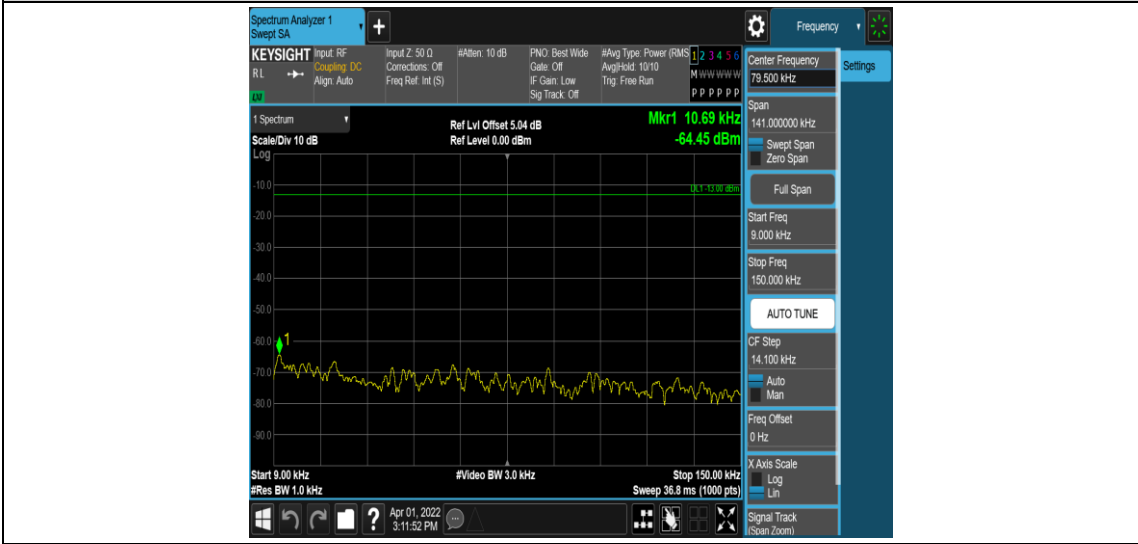 Spectrum Analyzer 1
Swept SA
+
Frequency
KEYSIGHT
RL
Input: RF
Coupling: DC
Align: Auto
Input Z: 50 Ω
Corrections: Off
Freq Ref: Int (S)
#Atten: 10 dB
PNO: Best Wide
Gate: Off
IF Gain: Low
Sig Track: Off
#Avg Type: Power (RMS
Avg|Hold: 10/10
Trig: Free Run
1 2 3 4 5 6
M W W W W W
P P P P P P
1 Spectrum
Scale/Div 10 dB
Ref Lvl Offset 5.04 dB
Ref Level 0.00 dBm
Mkr1 10.69 kHz
-64.45 dBm
Log
DL1 -13.00 dBm
-10.0
-20.0
-30.0
-40.0
-50.0
-60.0
1
-70.0
-80.0
-90.0
Start 9.00 kHz
#Video BW 3.0 kHz
Stop 150.00 kHz
#Res BW 1.0 kHz
Sweep 36.8 ms (1000 pts)
?
Apr 01, 2022
3:11:52 PM
Center Frequency
79.500 kHz
Settings
Span
141.000000 kHz
Swept Span
Zero Span
Full Span
Start Freq
9.000 kHz
Stop Freq
150.000 kHz
AUTO TUNE
CF Step
14.100 kHz
Auto
Man
Freq Offset
0 Hz
X Axis Scale
Log
Lin
Signal Track
(Span Zoom)